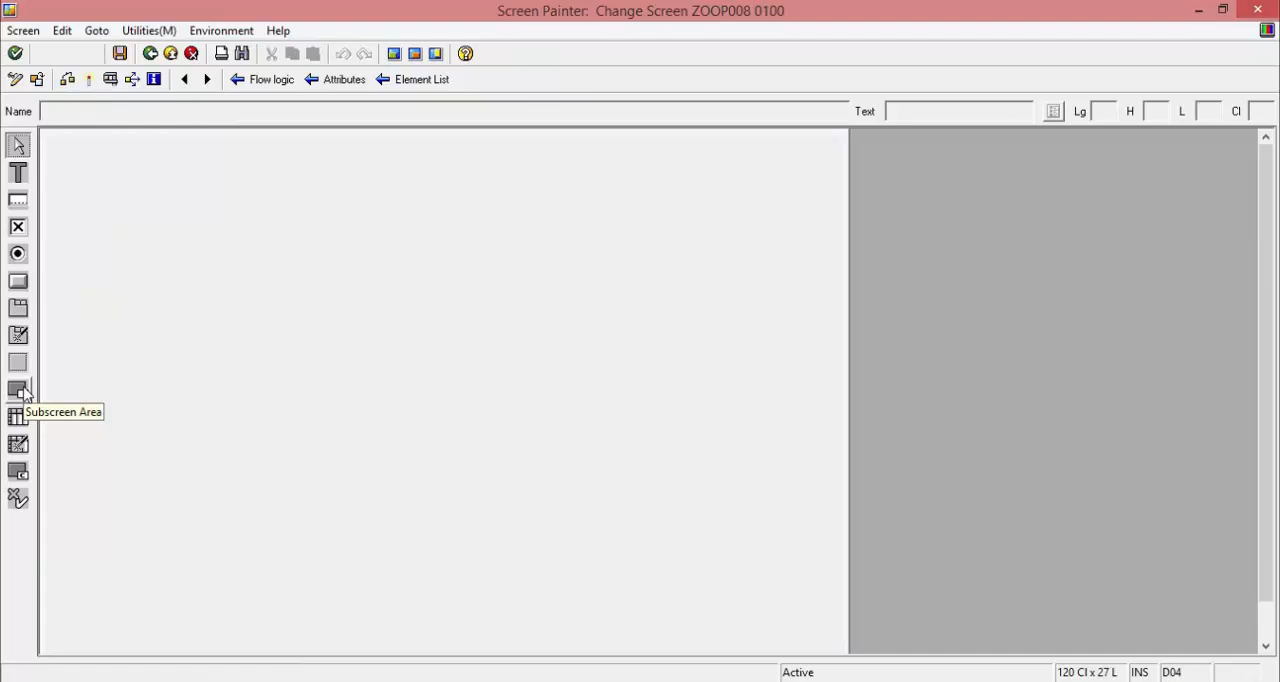 Screen Painter: Change Screen ZOOP008 0100
Screen Edit Goto Utilities(M) Environment Help
Flow logic Attributes Element List
Name Text Lg H L Cl
Subscreen Area
Active 120 Cl x 27 L INS D04